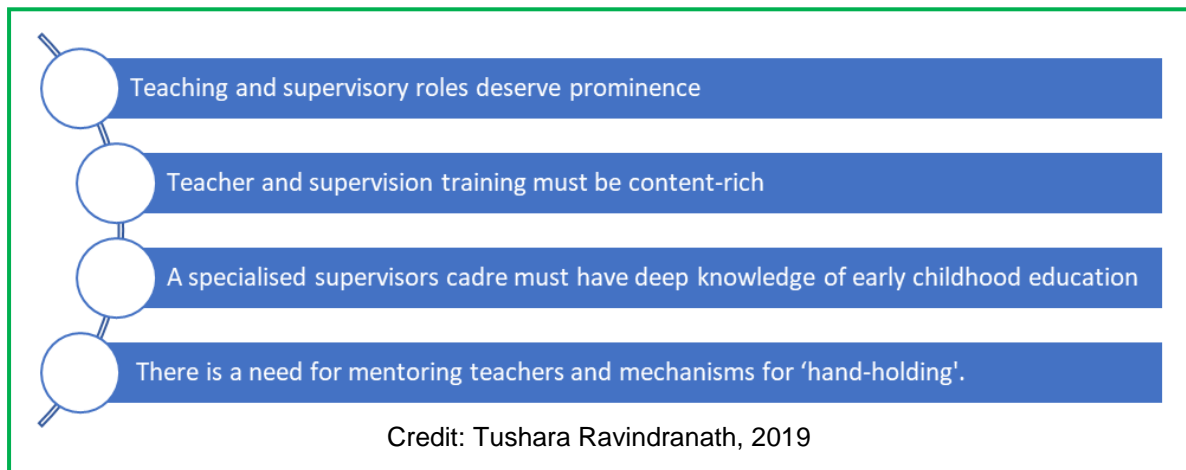 Teaching and supervisory roles deserve prominence
Teacher and supervision training must be content-rich
A specialised supervisors cadre must have deep knowledge of early childhood education
There is a need for mentoring teachers and mechanisms for ‘hand-holding'.
Credit: Tushara Ravindranath, 2019